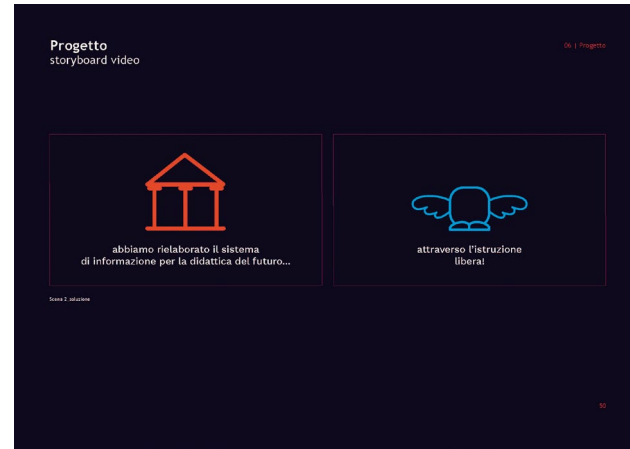 Progetto
storyboard video
06 | Progetto
abbiamo rielaborato il sistema
di informazione per la didattica del futuro...
attraverso l'istruzione
libera!
Scena 2. soluzione
50